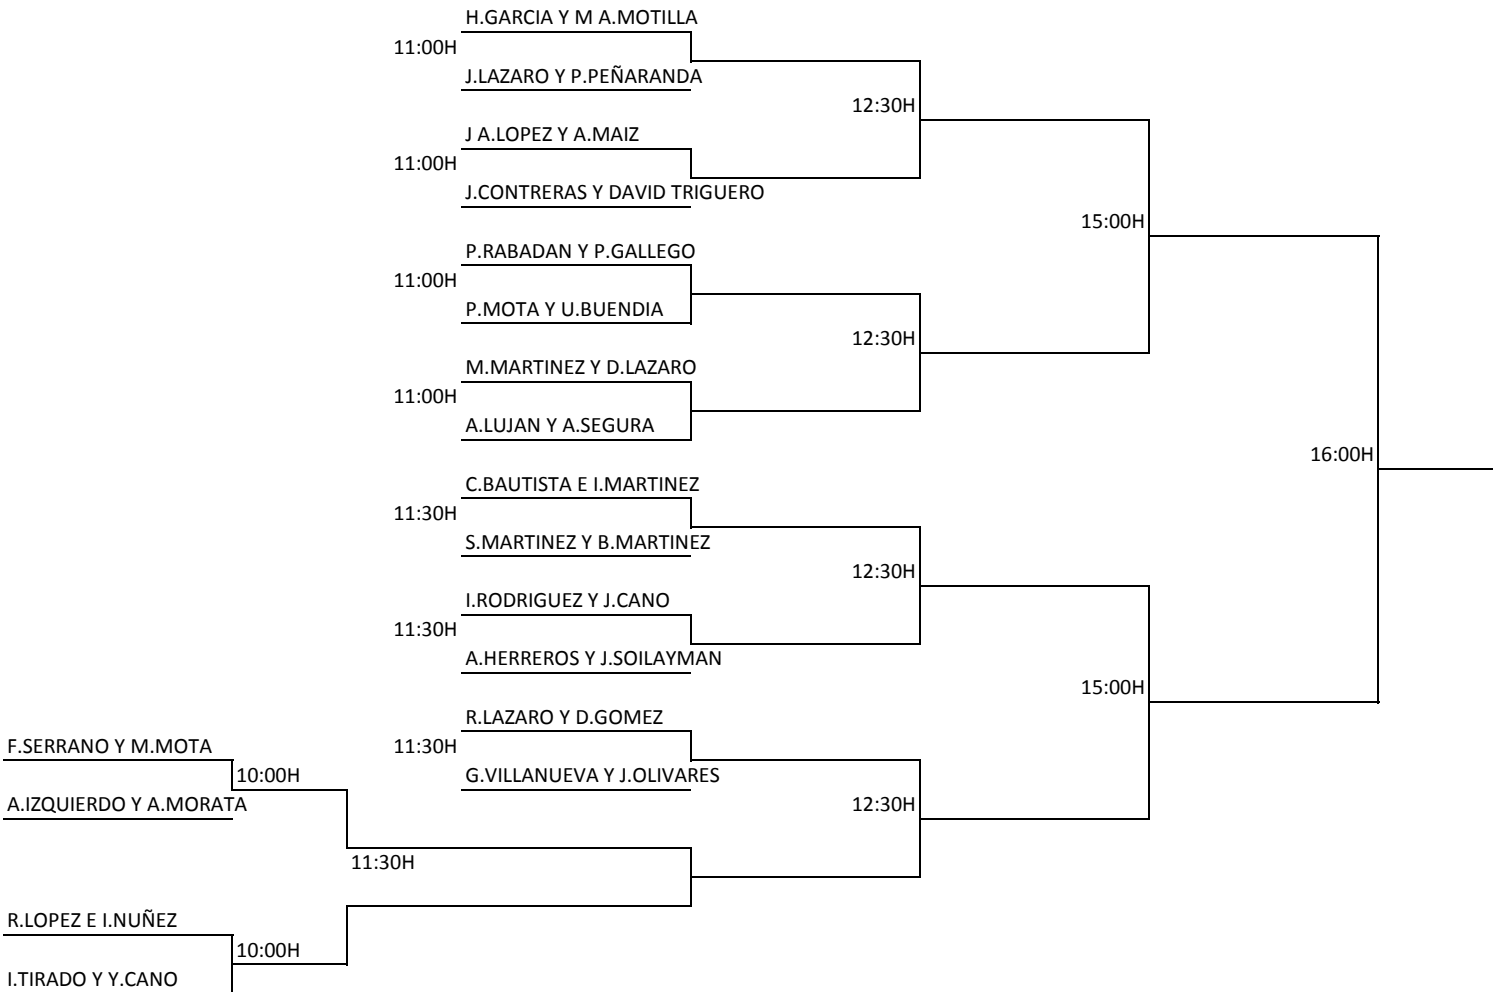 H.GARCIA Y M A.MOTILLA
11:00H
J.LAZARO Y P.PEÑARANDA
12:30H
J A.LOPEZ Y A.MAIZ
11:00H
J.CONTRERAS Y DAVID TRIGUERO
15:00H
P.RABADAN Y P.GALLEGO
11:00H
P.MOTA Y U.BUENDIA
12:30H
M.MARTINEZ Y D.LAZARO
11:00H
A.LUJAN Y A.SEGURA
16:00H
C.BAUTISTA E I.MARTINEZ
11:30H
S.MARTINEZ Y B.MARTINEZ
12:30H
I.RODRIGUEZ Y J.CANO
11:30H
A.HERREROS Y J.SOILAYMAN
15:00H
R.LAZARO Y D.GOMEZ
F.SERRANO Y M.MOTA
11:30H
10:00H
G.VILLANUEVA Y J.OLIVARES
A.IZQUIERDO Y A.MORATA
12:30H
11:30H
R.LOPEZ E I.NUÑEZ
10:00H
I.TIRADO Y Y.CANO